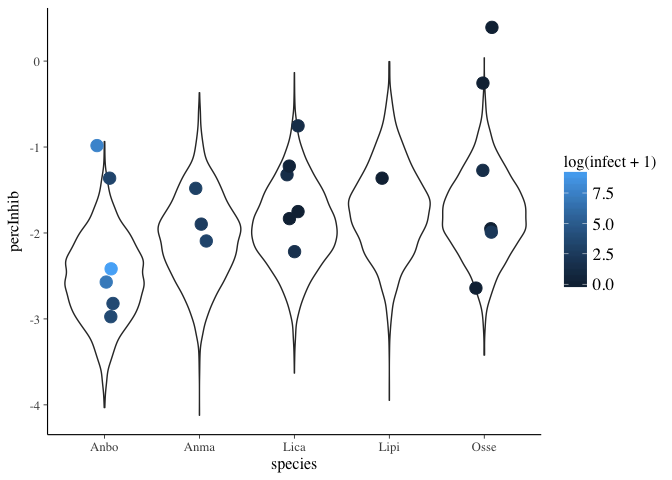 percInhib
0
-1
-2
-3
-4
Anbo Anma Lica Lipi Osse
species
log(infect + 1)
7.5
5.0
2.5
0.0